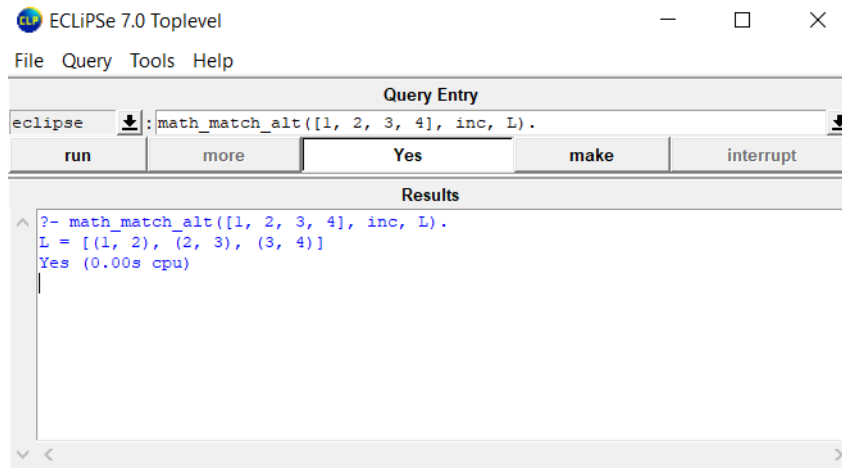 CLP ECLiPSe 7.0 Toplevel
File Query Tools Help
Query Entry
eclipse : math_match_alt([1, 2, 3, 4], inc, L).
run more Yes make interrupt
Results
?- math_match_alt([1, 2, 3, 4], inc, L).
L = [(1, 2), (2, 3), (3, 4)]
Yes (0.00s cpu)